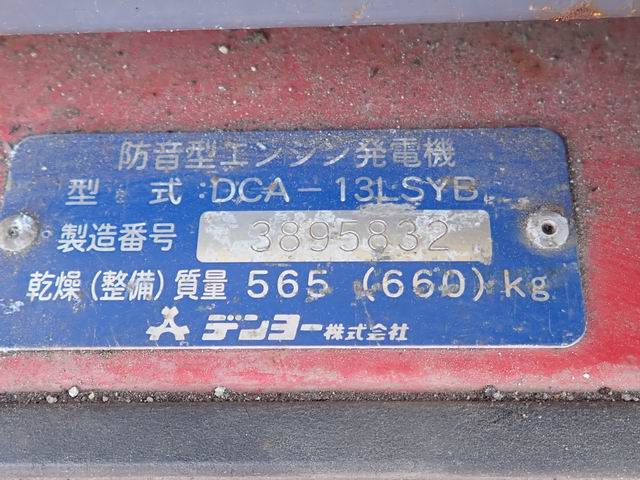 防音型エンジン発電機
型 式:DCA-13LSYB
製造番号 3895832
乾燥(整備)質量 565 (660)kg
デンヨー株式会社